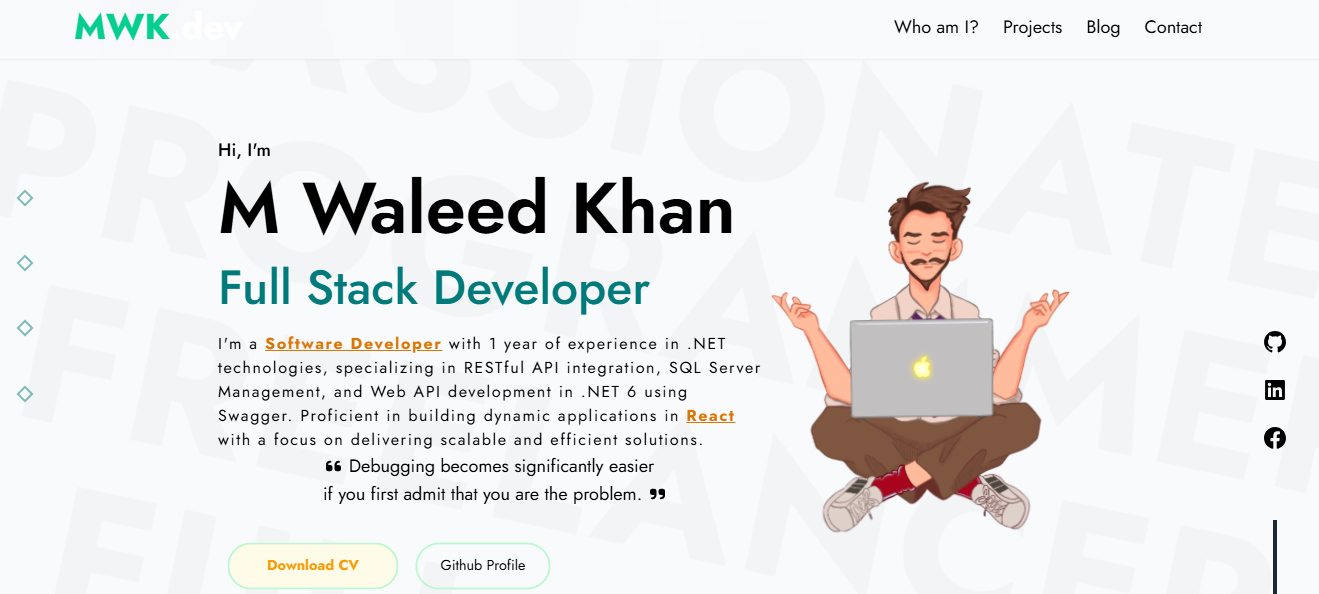 MWK.dev
Who am I? Projects Blog Contact
Hi, I'm
M Waleed Khan
Full Stack Developer
I'm a Software Developer with 1 year of experience in .NET
technologies, specializing in RESTful API integration, SQL Server
Management, and Web API development in .NET 6 using
Swagger. Proficient in building dynamic applications in React
with a focus on delivering scalable and efficient solutions.
❝ Debugging becomes significantly easier
if you first admit that you are the problem. ❞
Download CV
Github Profile
PASSIONATE
PROGRAMMER
FREELANCER